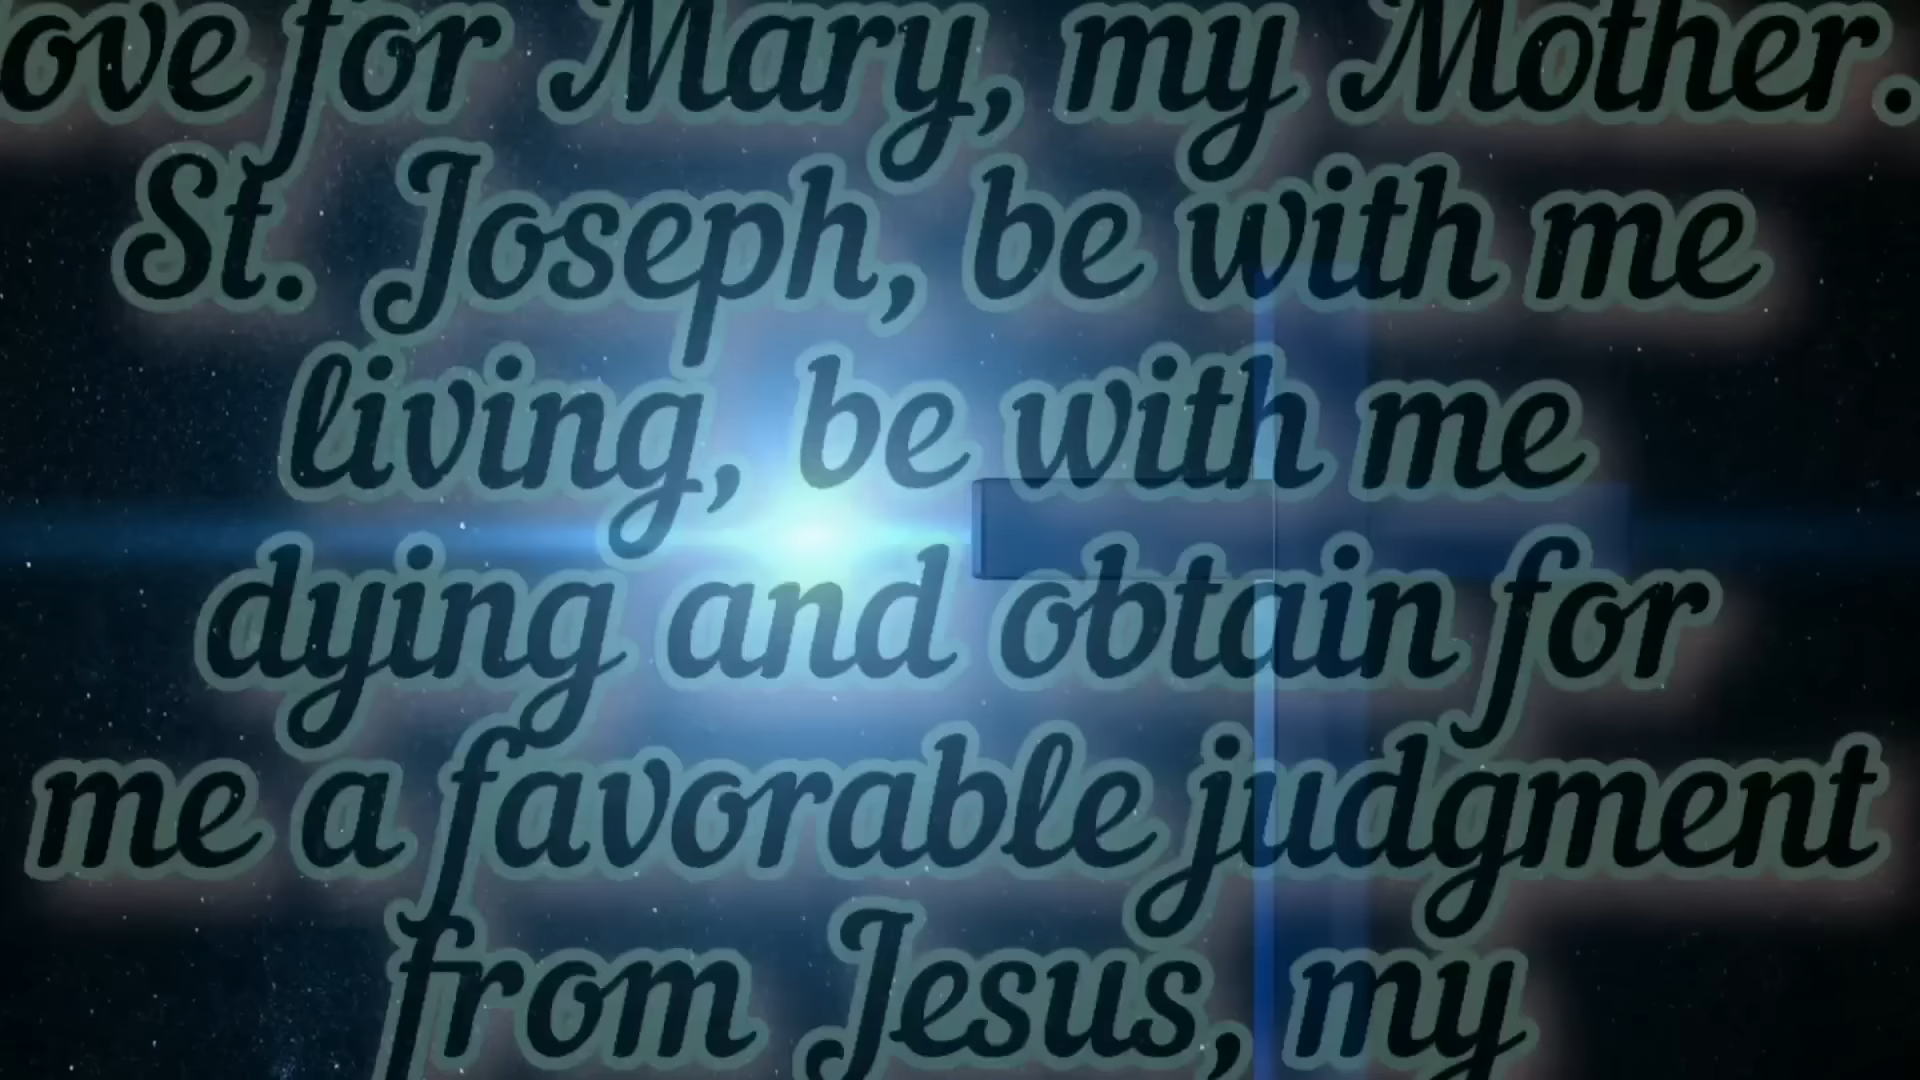 ove for Mary, my Mother.
St. Joseph, be with me
living, be with me
dying and obtain for
me a favorable judgment
from Jesus, my